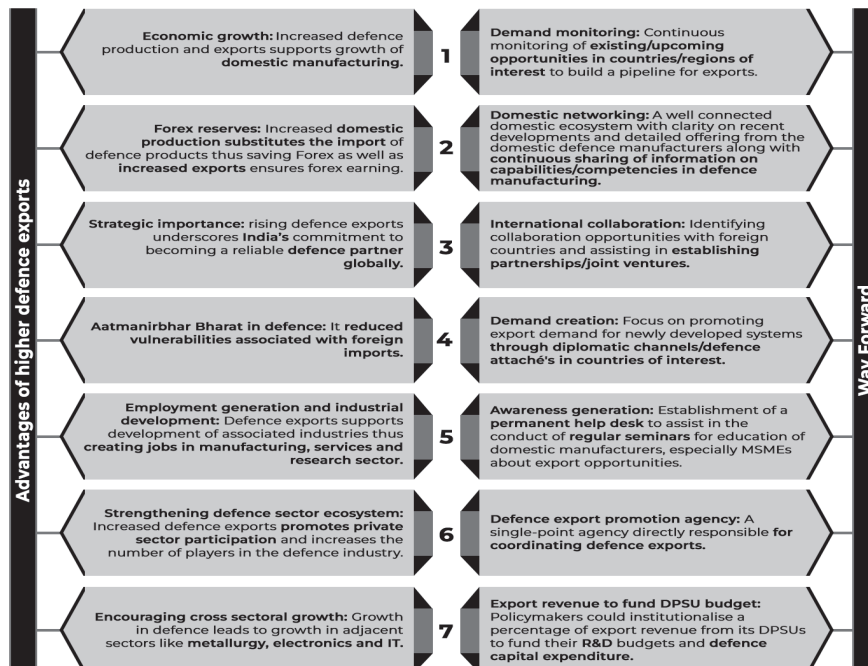 Advantages of higher defence exports
Economic growth: Increased defence
production and exports supports growth of
domestic manufacturing.
1
Demand monitoring: Continuous
monitoring of existing/upcoming
opportunities in countries/regions of
interest to build a pipeline for exports.
Forex reserves: Increased domestic
production substitutes the import of
defence products thus saving Forex as well as
increased exports ensures forex earning.
2
Domestic networking: A well connected
domestic ecosystem with clarity on recent
developments and detailed offering from the
domestic defence manufacturers along with
continuous sharing of information on
capabilities/competencies in defence
manufacturing.
Strategic importance: rising defence exports
underscores India's commitment to
becoming a reliable defence partner
globally.
3
International collaboration: Identifying
collaboration opportunities with foreign
countries and assisting in establishing
partnerships/joint ventures.
Aatmanirbhar Bharat in defence: It reduced
vulnerabilities associated with foreign
imports.
4
Demand creation: Focus on promoting
export demand for newly developed systems
through diplomatic channels/defence
attaché's in countries of interest.
Employment generation and industrial
development: Defence exports supports
development of associated industries thus
creating jobs in manufacturing, services and
research sector.
5
Awareness generation: Establishment of a
permanent help desk to assist in the
conduct of regular seminars for education of
domestic manufacturers, especially MSMEs
about export opportunities.
Strengthening defence sector ecosystem:
Increased defence exports promotes private
sector participation and increases the
number of players in the defence industry.
6
Defence export promotion agency: A
single-point agency directly responsible for
coordinating defence exports.
Encouraging cross sectoral growth: Growth
in defence leads to growth in adjacent
sectors like metallurgy, electronics and IT.
7
Export revenue to fund DPSU budget:
Policymakers could institutionalise a
percentage of export revenue from its DPSUs
to fund their R&D budgets and defence
capital expenditure.
Way Forward